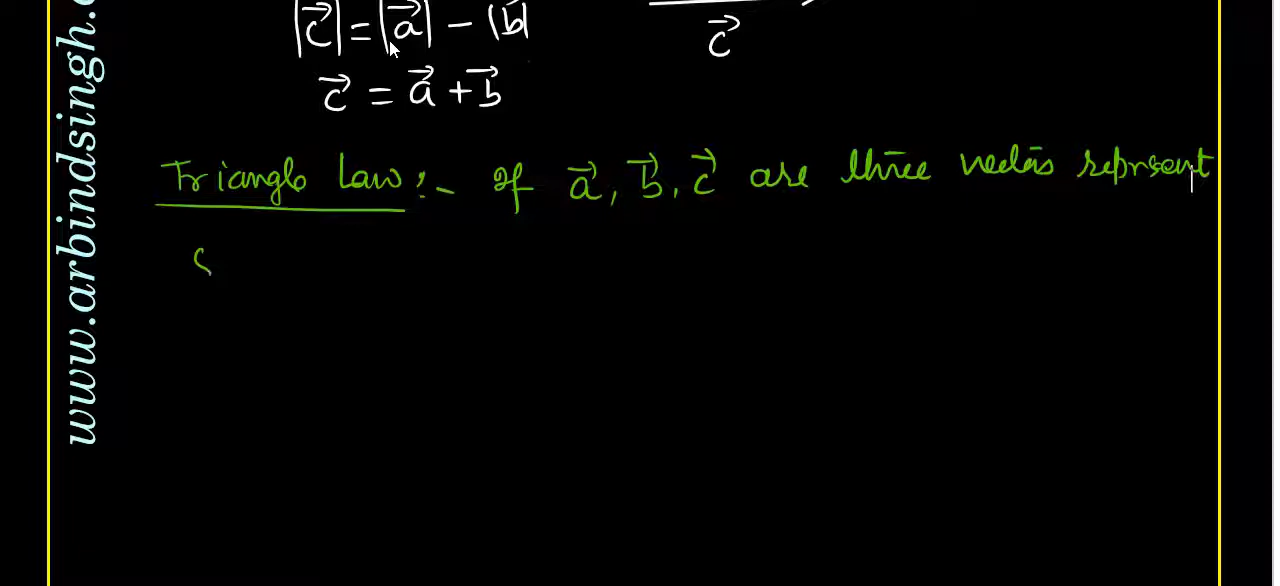 |c⃗| = |a⃗| - |b|
c⃗
c⃗ = a⃗ + b⃗
Triangle Law :- If a⃗, b⃗, c⃗ are three vectors represent
www.arbindsingh.